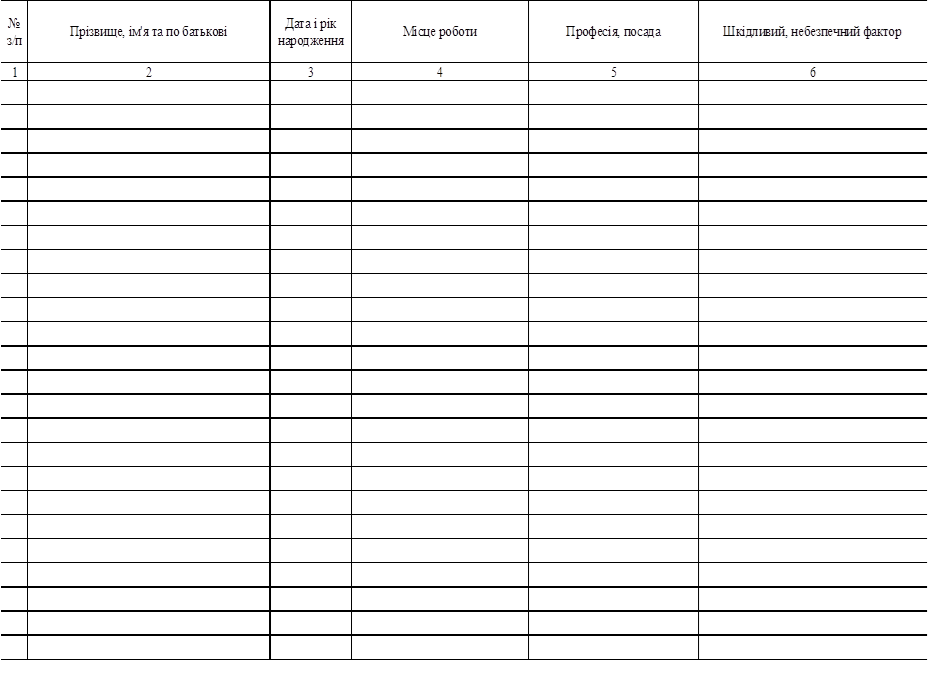 №
з/п
Прізвище, ім'я та по батькові
Дата і рік
народження
Місце роботи
Професія, посада
Шкідливий, небезпечний фактор
1
2
3
4
5
6